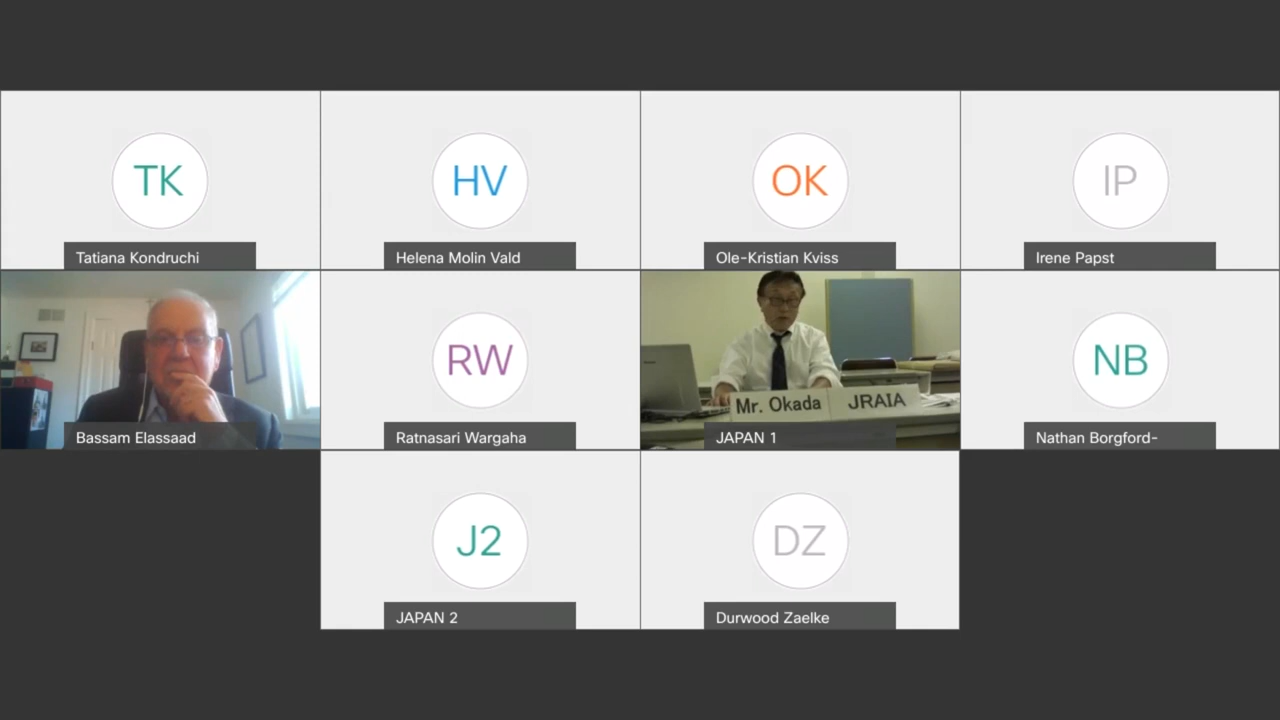 TK
Tatiana Kondruchi
HV
Helena Molin Vald
OK
Ole-Kristian Kviss
IP
Irene Papst
Bassam Elassaad
RW
Ratnasari Wargaha
Mr. Okada
JRAIA
JAPAN 1
NB
Nathan Borgford-
J2
JAPAN 2
DZ
Durwood Zaelke